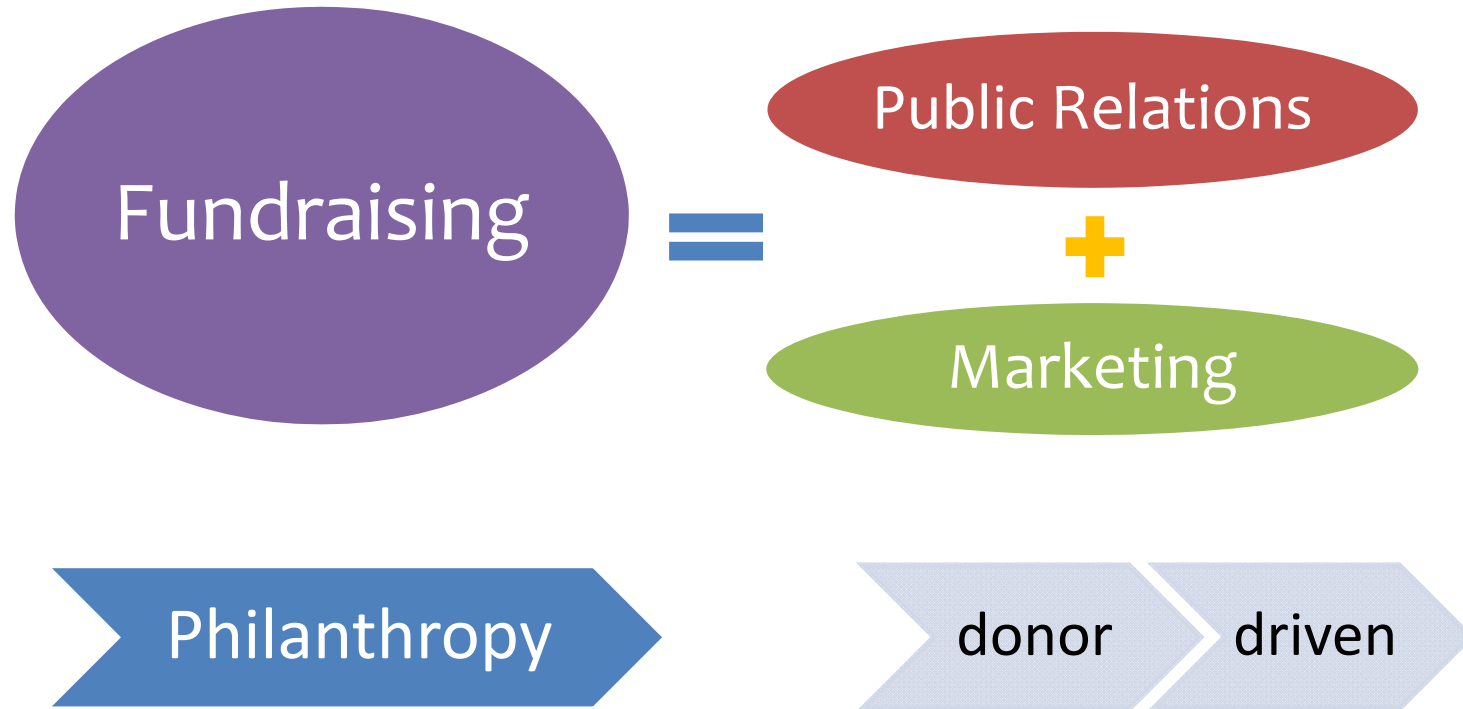 Fundraising
Public Relations
Marketing
Philanthropy
donor
driven